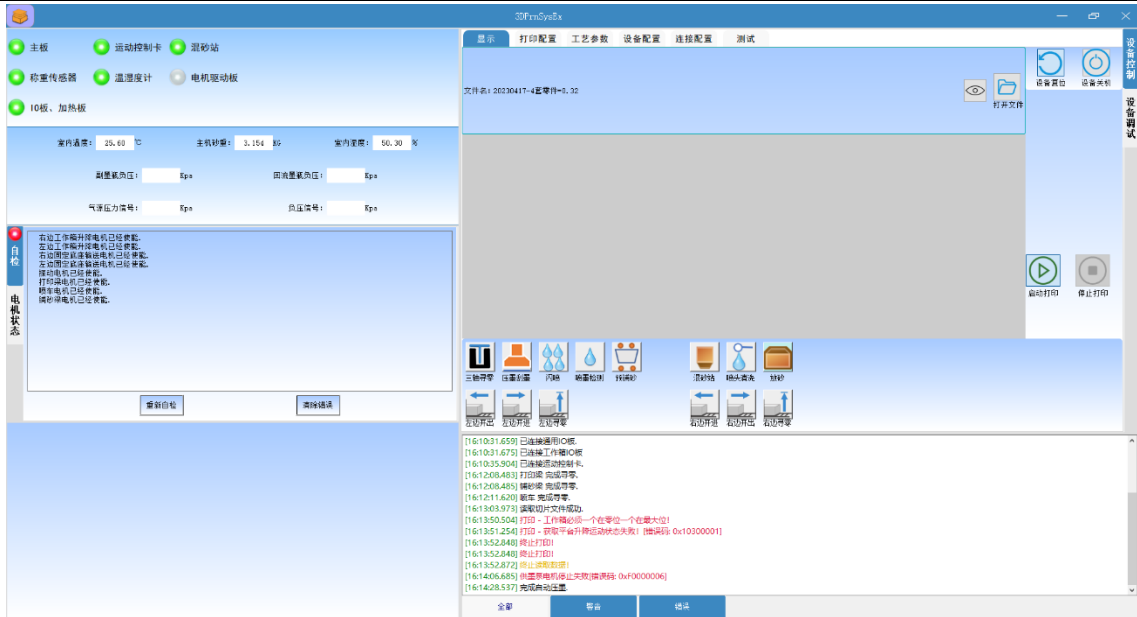 3DPrnSysEx
主板
运动控制卡
混砂站
称重传感器
温湿度计
电机驱动板
IO板、加热板
室内温度: 25.60 ℃
主机砂重: 3.154 KG
室内湿度: 50.30 %
副墨瓶负压: Kpa
回流墨瓶负压: Kpa
气源压力信号: Kpa
负压信号: Kpa
自检
电机状态
右边工作箱升降电机已经使能.
左边工作箱升降电机已经使能.
右边固定底座输送电机已经使能.
左边固定底座输送电机已经使能.
振动电机已经使能.
打印梁电机已经使能.
喷车电机已经使能.
铺砂梁电机已经使能.
重新自检
清除错误
显示 打印配置 工艺参数 设备配置 连接配置 测试
文件名: 20230417-4套零件=0.32
打开文件
设备复位
设备关机
设备控制
设备调试
启动打印
停止打印
三轴寻零 压墨刮墨 闪喷 喷墨检测 预铺砂 混砂站 喷头清洗 放砂
左边开出 左边开进 左边寻零 右边开进 右边开出 右边寻零
[16:10:31.659] 已连接通用IO板.
[16:10:31.675] 已连接工作箱IO板
[16:10:35.904] 已连接运动控制卡.
[16:12:08.483] 打印梁 完成寻零.
[16:12:08.485] 铺砂梁 完成寻零.
[16:12:11.620] 喷车 完成寻零.
[16:13:03.973] 读取切片文件成功.
[16:13:50.504] 打印 - 工作箱必须一个在零位一个在最大位!
[16:13:51.254] 打印 - 获取平台升降运动状态失败! [错误码: 0x10300001]
[16:13:52.848] 终止打印!
[16:13:52.848] 终止打印!
[16:13:52.872] 终止读取数据!
[16:14:06.685] 供墨泵电机停止失败[错误码: 0xF0000006]
[16:14:28.537] 完成自动压墨.
全部 警告 错误